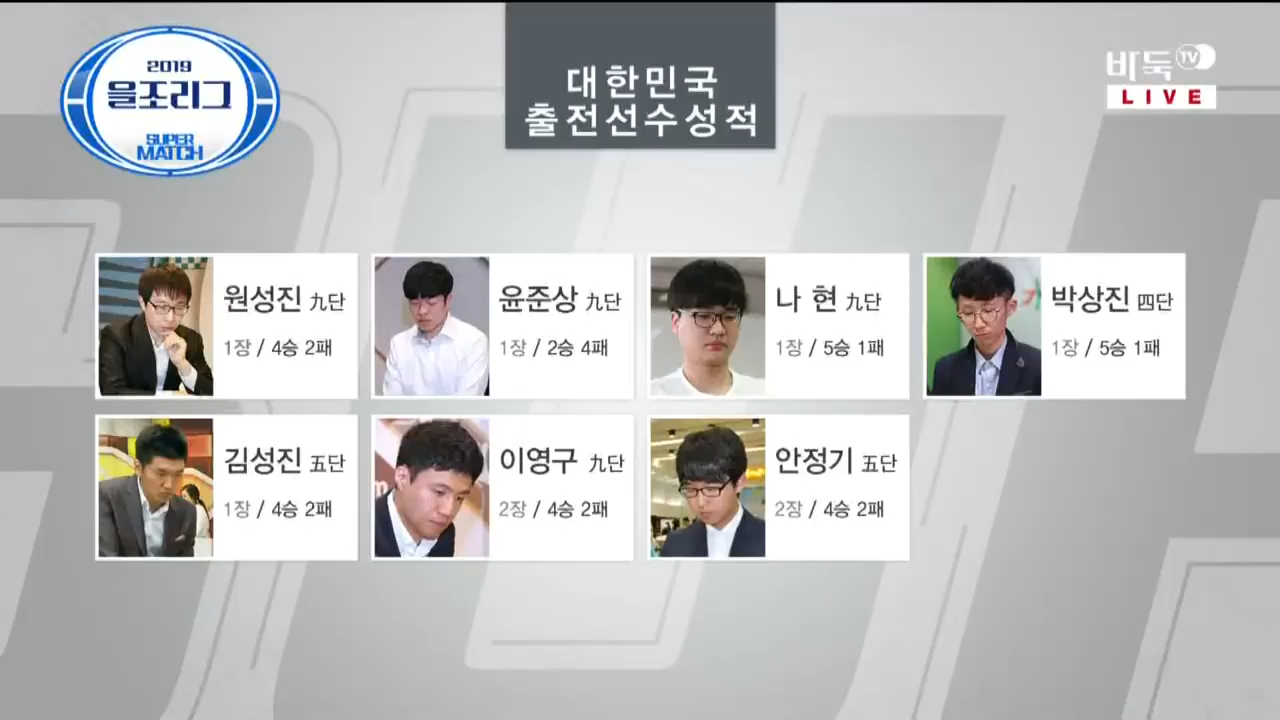 2019
을조리그
SUPER
MATCH
대한민국
출전선수성적
바둑TV
LIVE
원성진 九단
1장 / 4승 2패
윤준상 九단
1장 / 2승 4패
나 현 九단
1장 / 5승 1패
박상진 四단
1장 / 5승 1패
김성진 五단
1장 / 4승 2패
이영구 九단
2장 / 4승 2패
안정기 五단
2장 / 4승 2패